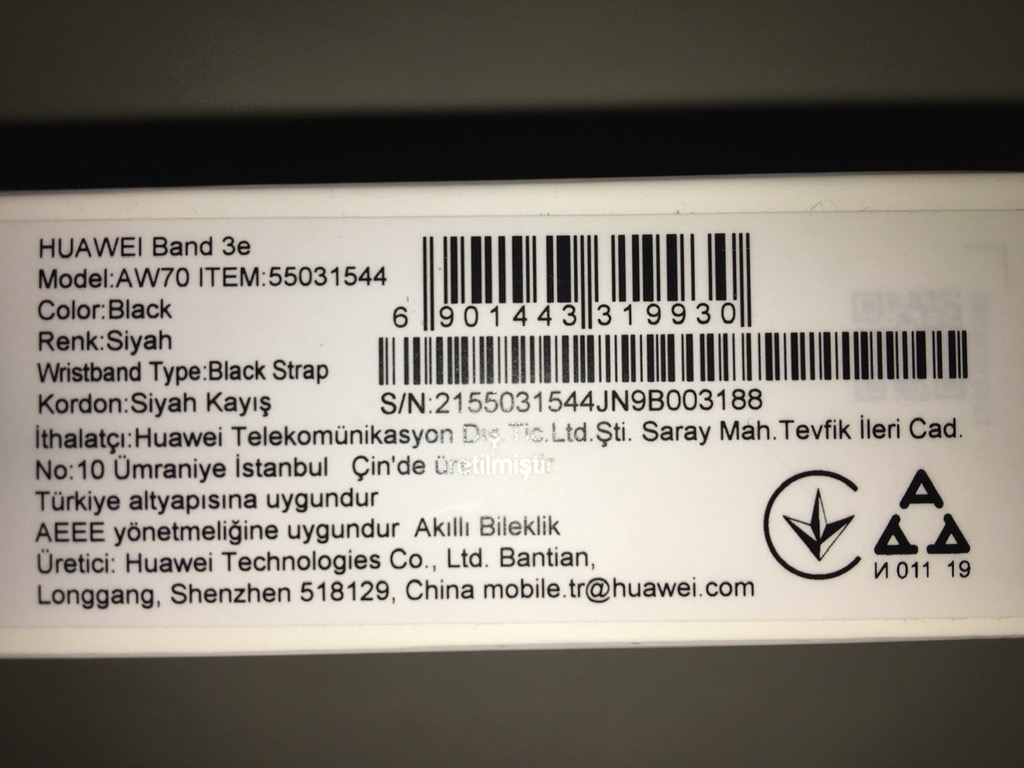 HUAWEI Band 3e
Model:AW70 ITEM:55031544
Color:Black
Renk:Siyah
Wristband Type:Black Strap
Kordon:Siyah Kayış
6 901443 319930
S/N:2155031544JN9B003188
İthalatçı:Huawei Telekomünikasyon Dış.Tic.Ltd.Şti. Saray Mah.Tevfik İleri Cad.
No:10 Ümraniye İstanbul Çin'de üretilmiştir
Türkiye altyapısına uygundur
AEEE yönetmeliğine uygundur Akıllı Bileklik
Üretici: Huawei Technologies Co., Ltd. Bantian,
Longgang, Shenzhen 518129, China mobile.tr@huawei.com
И 011 19